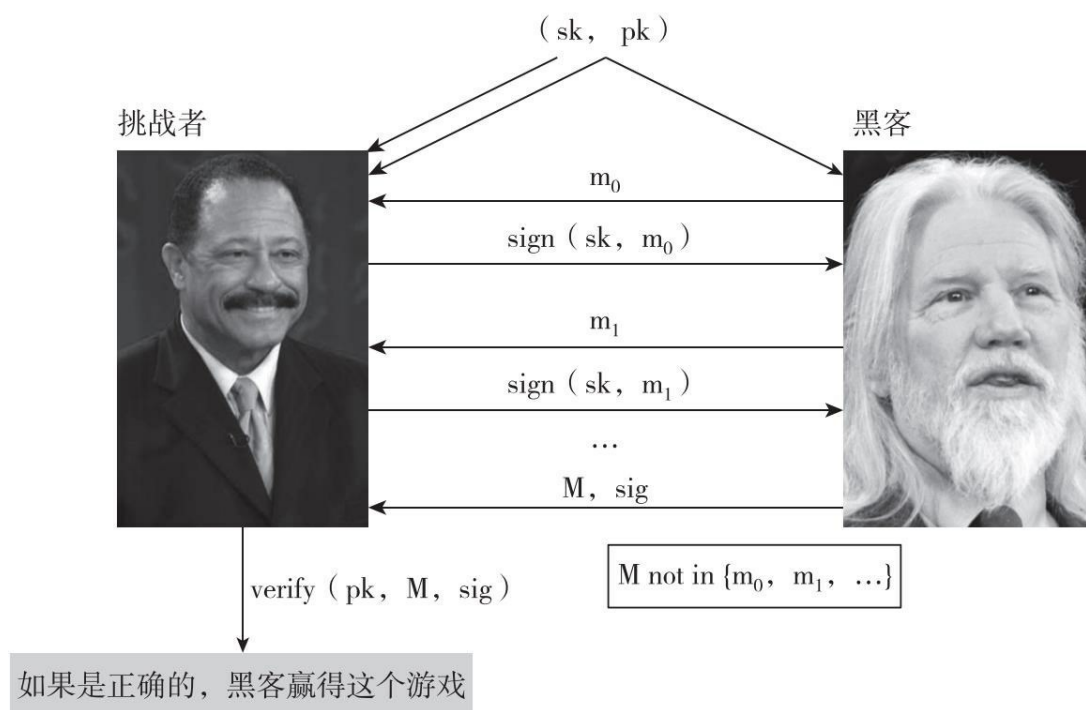 (sk, pk)
挑战者
黑客
m₀
sign(sk, m₀)
m₁
sign(sk, m₁)
…
M, sig
M not in {m₀, m₁, …}
verify(pk, M, sig)
如果是正确的，黑客赢得这个游戏